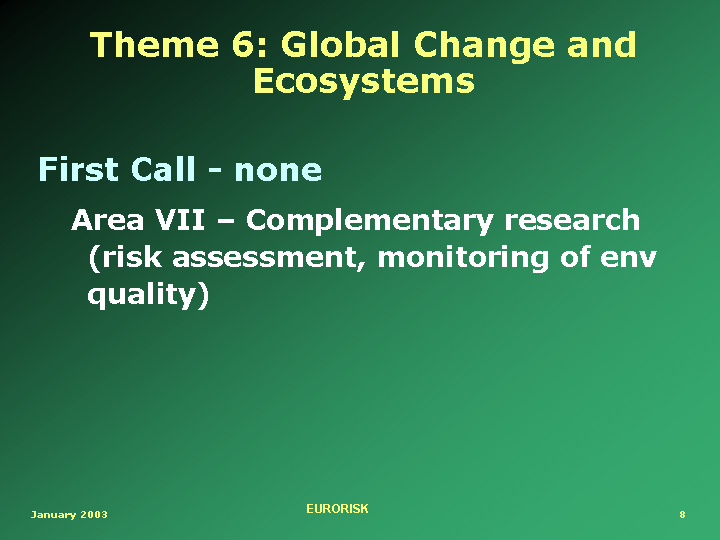 Theme 6: Global Change and
Ecosystems
First Call - none
Area VII – Complementary research
(risk assessment, monitoring of env
quality)
January 2003
EURORISK
8